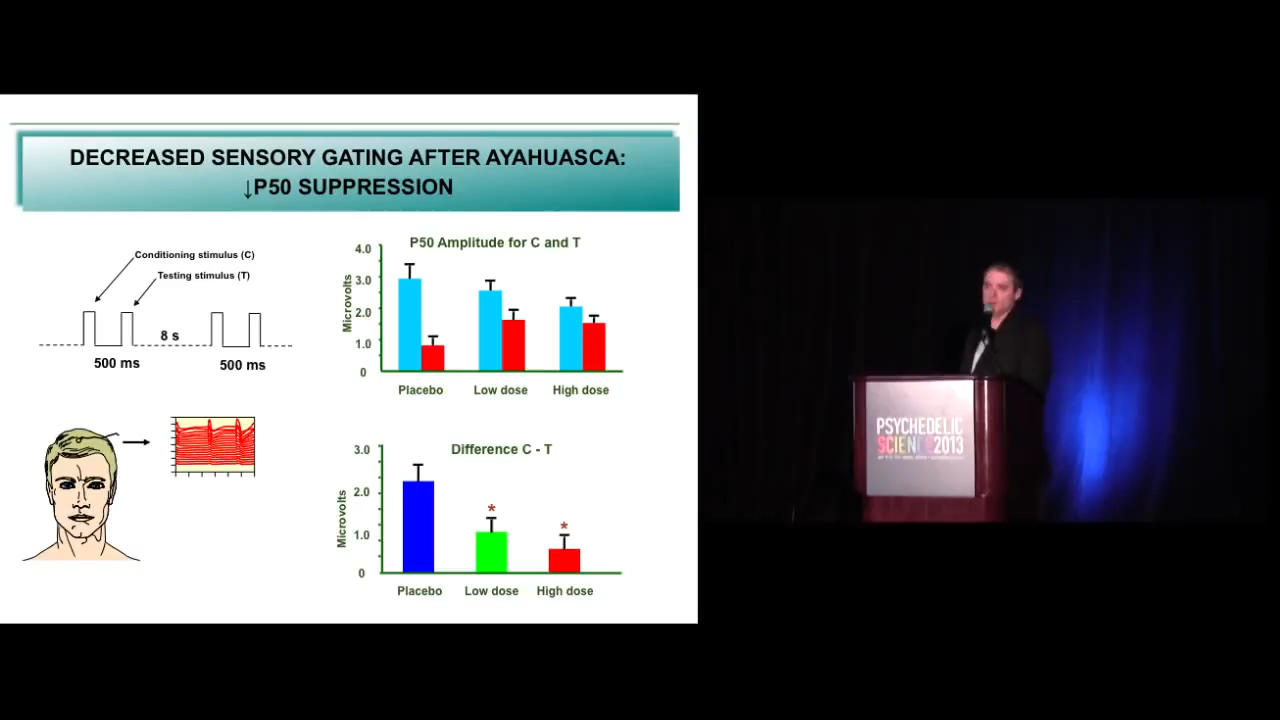 DECREASED SENSORY GATING AFTER AYAHUASCA:
↓P50 SUPPRESSION
Conditioning stimulus (C)
Testing stimulus (T)
8 s
500 ms
500 ms
P50 Amplitude for C and T
Microvolts
4.0
3.0
2.0
1.0
0
Placebo
Low dose
High dose
Difference C - T
Microvolts
3.0
2.0
1.0
0
*
*
Placebo
Low dose
High dose
PSYCHEDELIC
SCIENCE2013